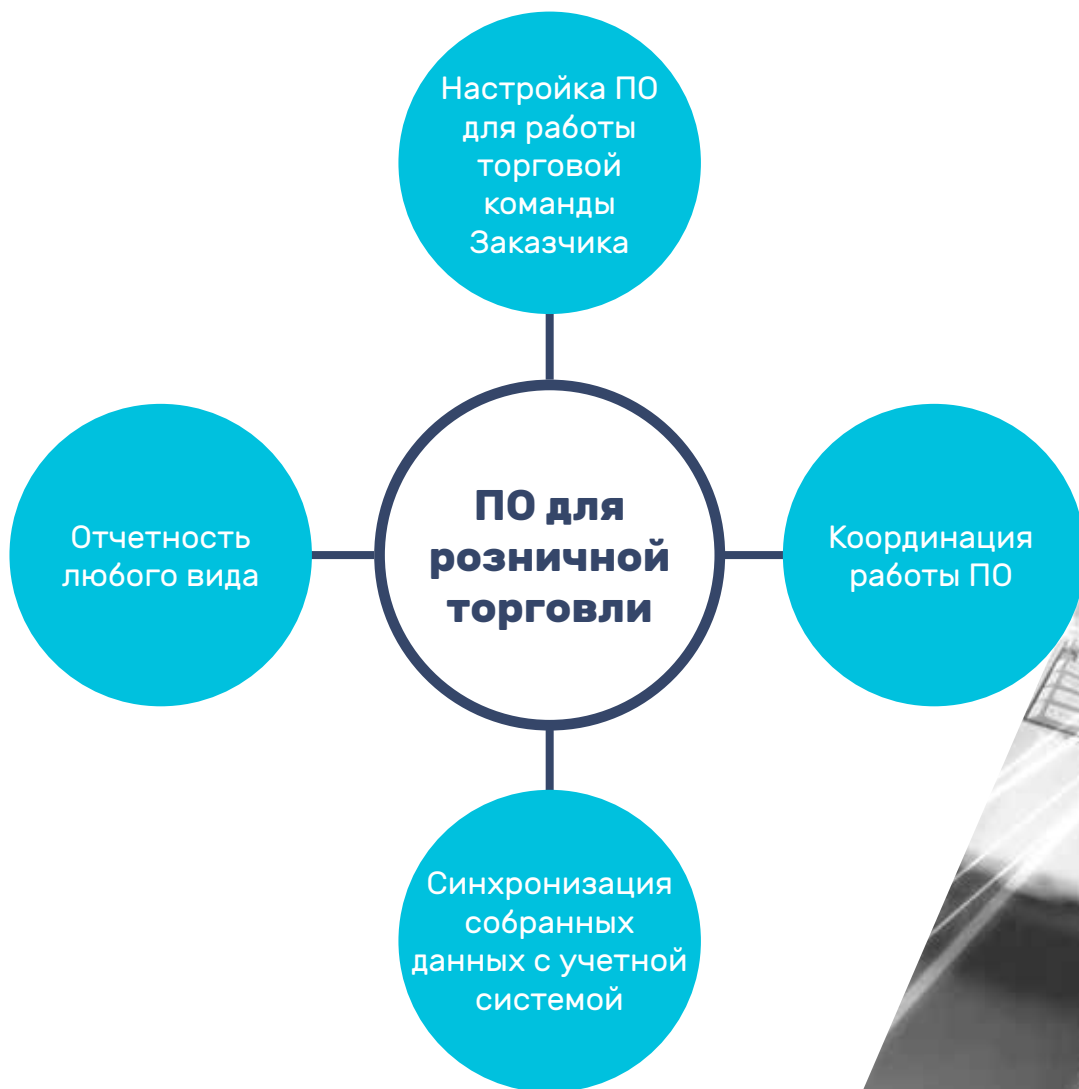 Настройка ПО
для работы
торговой
команды
Заказчика
Отчетность
любого вида
ПО для
розничной
торговли
Координация
работы ПО
Синхронизация
собранных
данных с учетной
системой